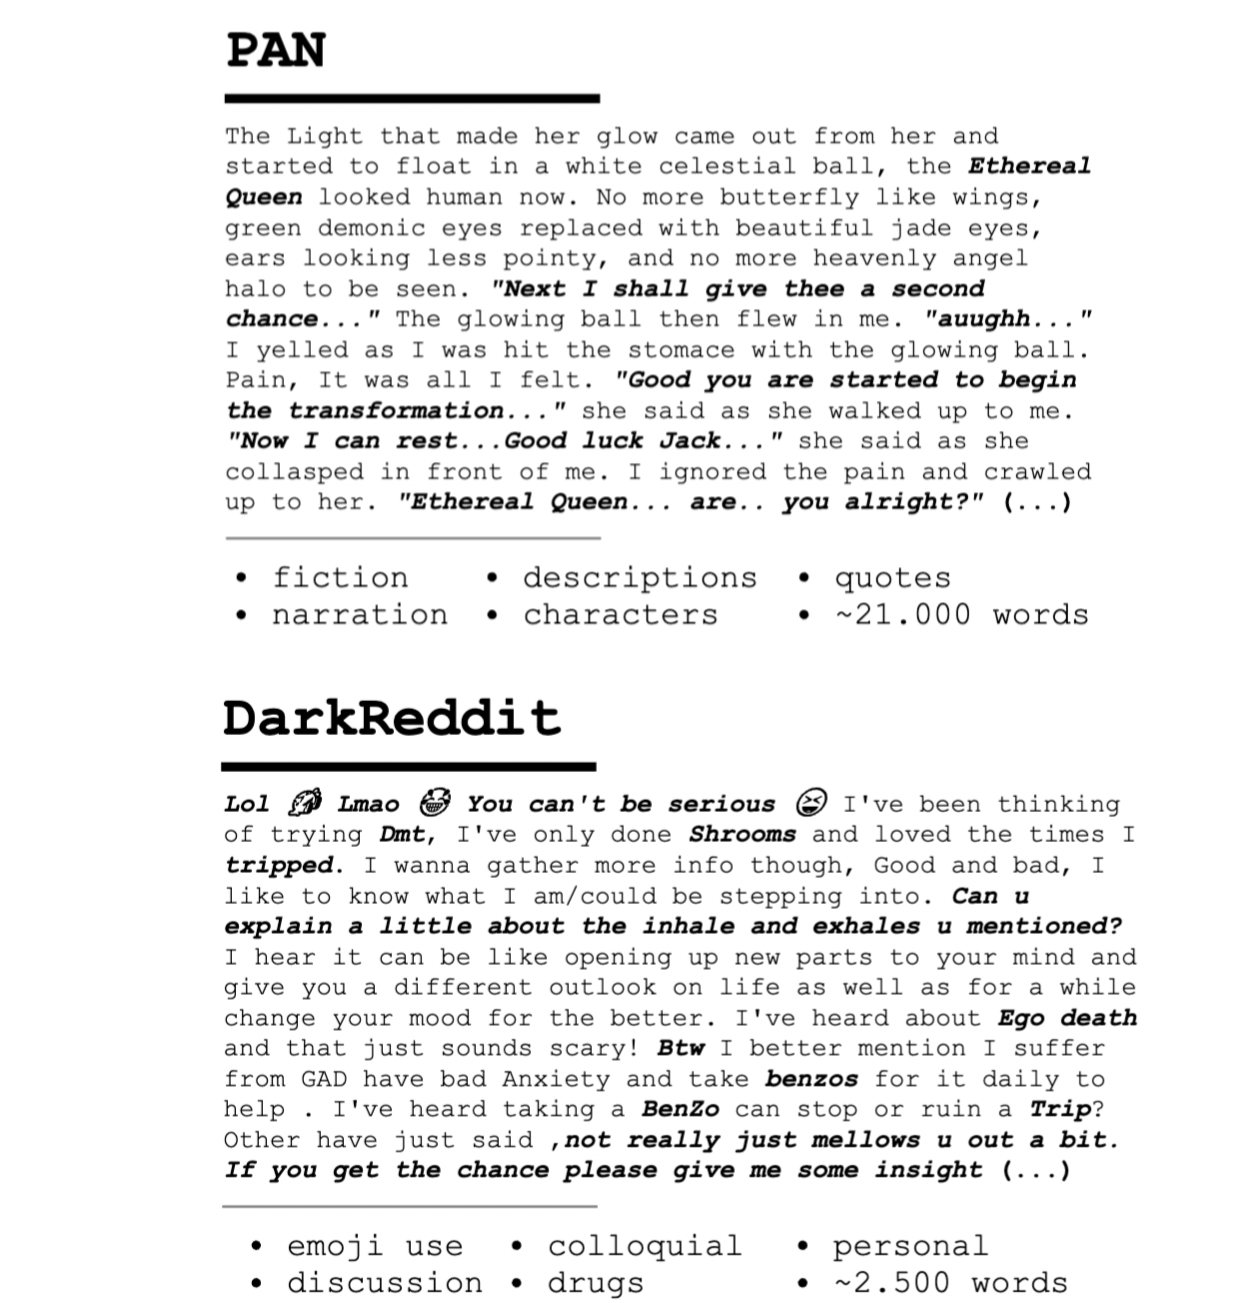 PAN
The Light that made her glow came out from her and
started to float in a white celestial ball, the Ethereal
Queen looked human now. No more butterfly like wings,
green demonic eyes replaced with beautiful jade eyes,
ears looking less pointy, and no more heavenly angel
halo to be seen. "Next I shall give thee a second
chance..." The glowing ball then flew in me. "auughh..."
I yelled as I was hit the stomace with the glowing ball.
Pain, It was all I felt. "Good you are started to begin
the transformation..." she said as she walked up to me.
"Now I can rest...Good luck Jack..." she said as she
collasped in front of me. I ignored the pain and crawled
up to her. "Ethereal Queen... are.. you alright?" (...)
• fiction • descriptions • quotes
• narration • characters • ~21.000 words
DarkReddit
Lol 🤧 Lmao 😂 You can't be serious 😆 I've been thinking
of trying Dmt, I've only done Shrooms and loved the times I
tripped. I wanna gather more info though, Good and bad, I
like to know what I am/could be stepping into. Can u
explain a little about the inhale and exhales u mentioned?
I hear it can be like opening up new parts to your mind and
give you a different outlook on life as well as for a while
change your mood for the better. I've heard about Ego death
and that just sounds scary! Btw I better mention I suffer
from GAD have bad Anxiety and take benzos for it daily to
help . I've heard taking a BenZo can stop or ruin a Trip?
Other have just said ,not really just mellows u out a bit.
If you get the chance please give me some insight (...)
• emoji use • colloquial • personal
• discussion • drugs • ~2.500 words